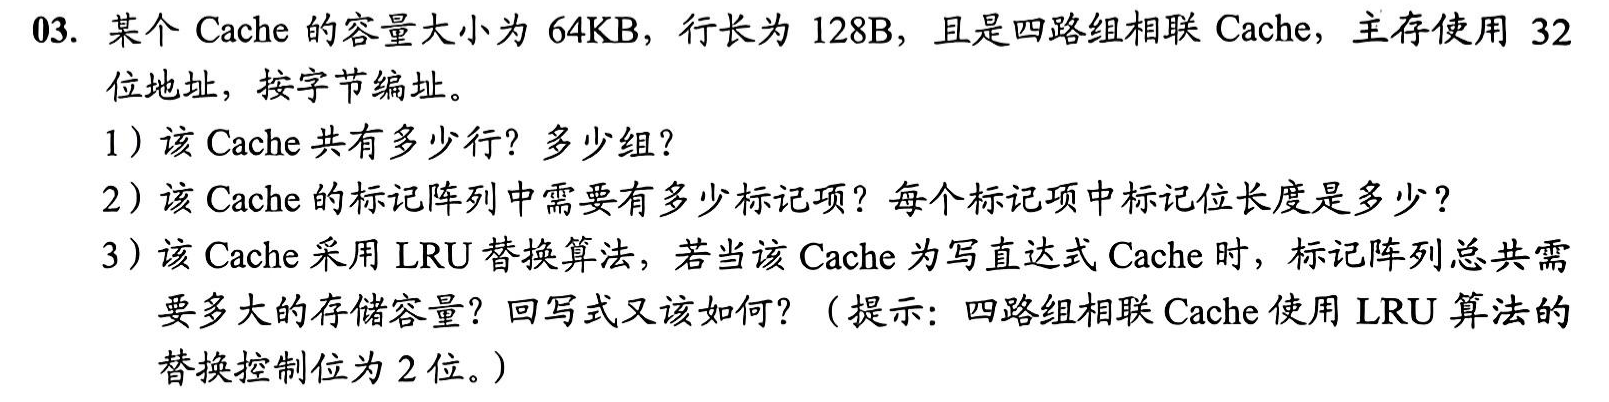 03. 某个 Cache 的容量大小为 64KB，行长为 128B，且是四路组相联 Cache，主存使用 32
位地址，按字节编址。
1）该 Cache 共有多少行？多少组？
2）该 Cache 的标记阵列中需要有多少标记项？每个标记项中标记位长度是多少？
3）该 Cache 采用 LRU 替换算法，若当该 Cache 为写直达式 Cache 时，标记阵列总共需
要多大的存储容量？回写式又该如何？（提示：四路组相联 Cache 使用 LRU 算法的
替换控制位为 2 位。）